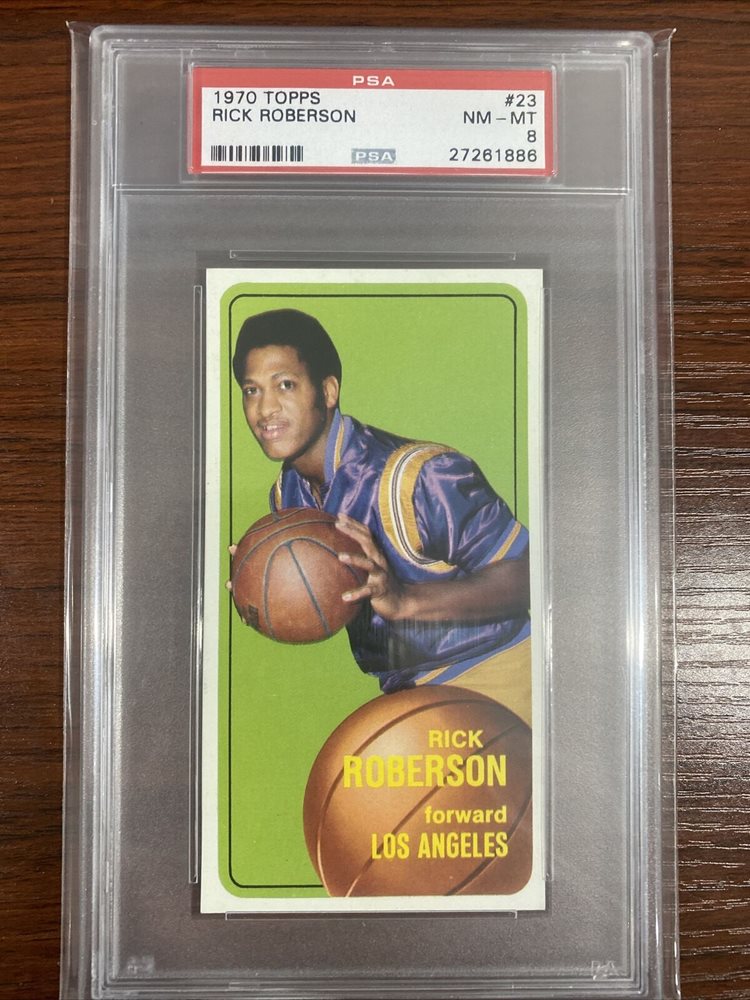 PSA
1970 TOPPS #23
RICK ROBERSON NM-MT
8
PSA 27261886
RICK
ROBERSON
forward
LOS ANGELES